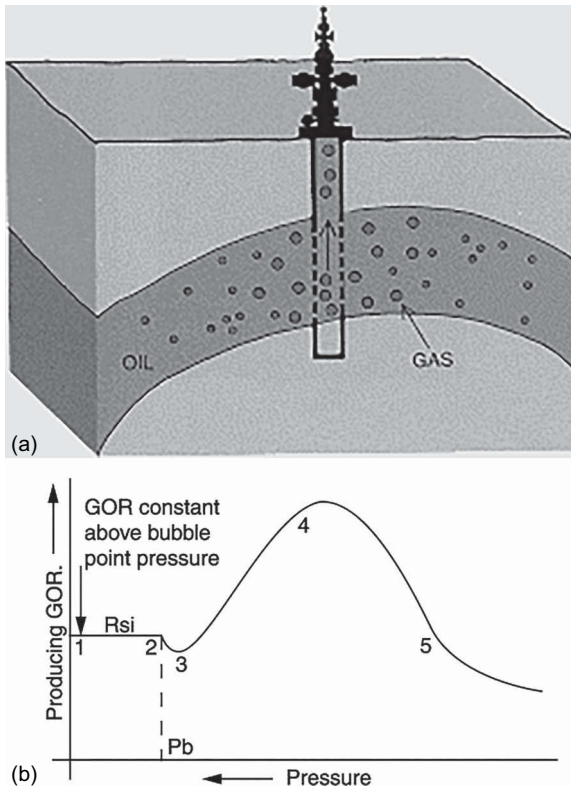 OIL
GAS
(a)
GOR constant
above bubble
point pressure
Producing GOR.
Rsi
1
2
3
4
5
Pb
(b)
Pressure